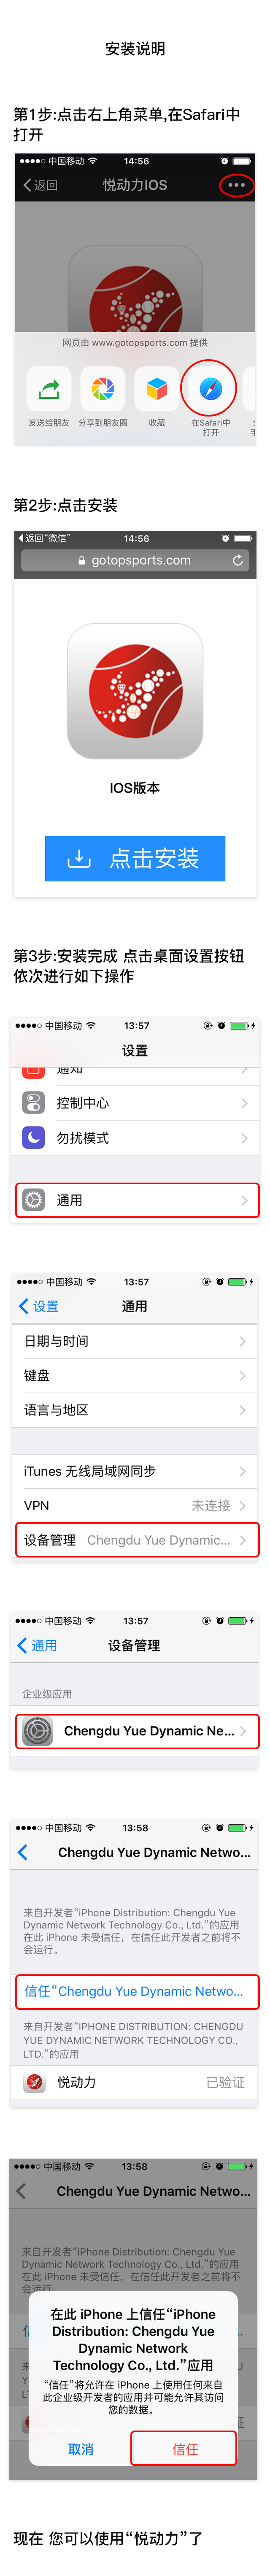 安装说明
第1步:点击右上角菜单,在Safari中
打开
中国移动 14:56
返回 悦动力IOS
网页由 www.gotopsports.com 提供
发送给朋友 分享到朋友圈 收藏 在Safari中
打开
第2步:点击安装
返回“微信” 14:56
gotopsports.com
IOS版本
点击安装
第3步:安装完成 点击桌面设置按钮
依次进行如下操作
中国移动 13:57
设置
通知
控制中心
勿扰模式
通用
中国移动 13:57
设置 通用
日期与时间
键盘
语言与地区
iTunes 无线局域网同步
VPN 未连接
设备管理 Chengdu Yue Dynamic...
中国移动 13:57
通用 设备管理
企业级应用
Chengdu Yue Dynamic Ne...
中国移动 13:58
Chengdu Yue Dynamic Netwo...
来自开发者“iPhone Distribution: Chengdu Yue
Dynamic Network Technology Co., Ltd.”的应用
在此 iPhone 未受信任，在信任此开发者之前将不
会运行。
信任“Chengdu Yue Dynamic Netwo...
来自开发者“IPHONE DISTRIBUTION: CHENGDU
YUE DYNAMIC NETWORK TECHNOLOGY CO.,
LTD.”的应用
悦动力 已验证
中国移动 13:58
Chengdu Yue Dynamic Netwo...
来自开发者“iPhone Distribution: Chengdu Yue
Dynamic Network Technology Co., Ltd.”的应用
在此 iPhone 未受信任，在信任此开发者之前将不
会运行
在此 iPhone 上信任“iPhone
Distribution: Chengdu Yue
Dynamic Network
Technology Co., Ltd.”应用
“信任”将允许在 iPhone 上使用任何来自
此企业级开发者的应用并可能允许其访问
您的数据。
取消 信任
现在 您可以使用“悦动力”了